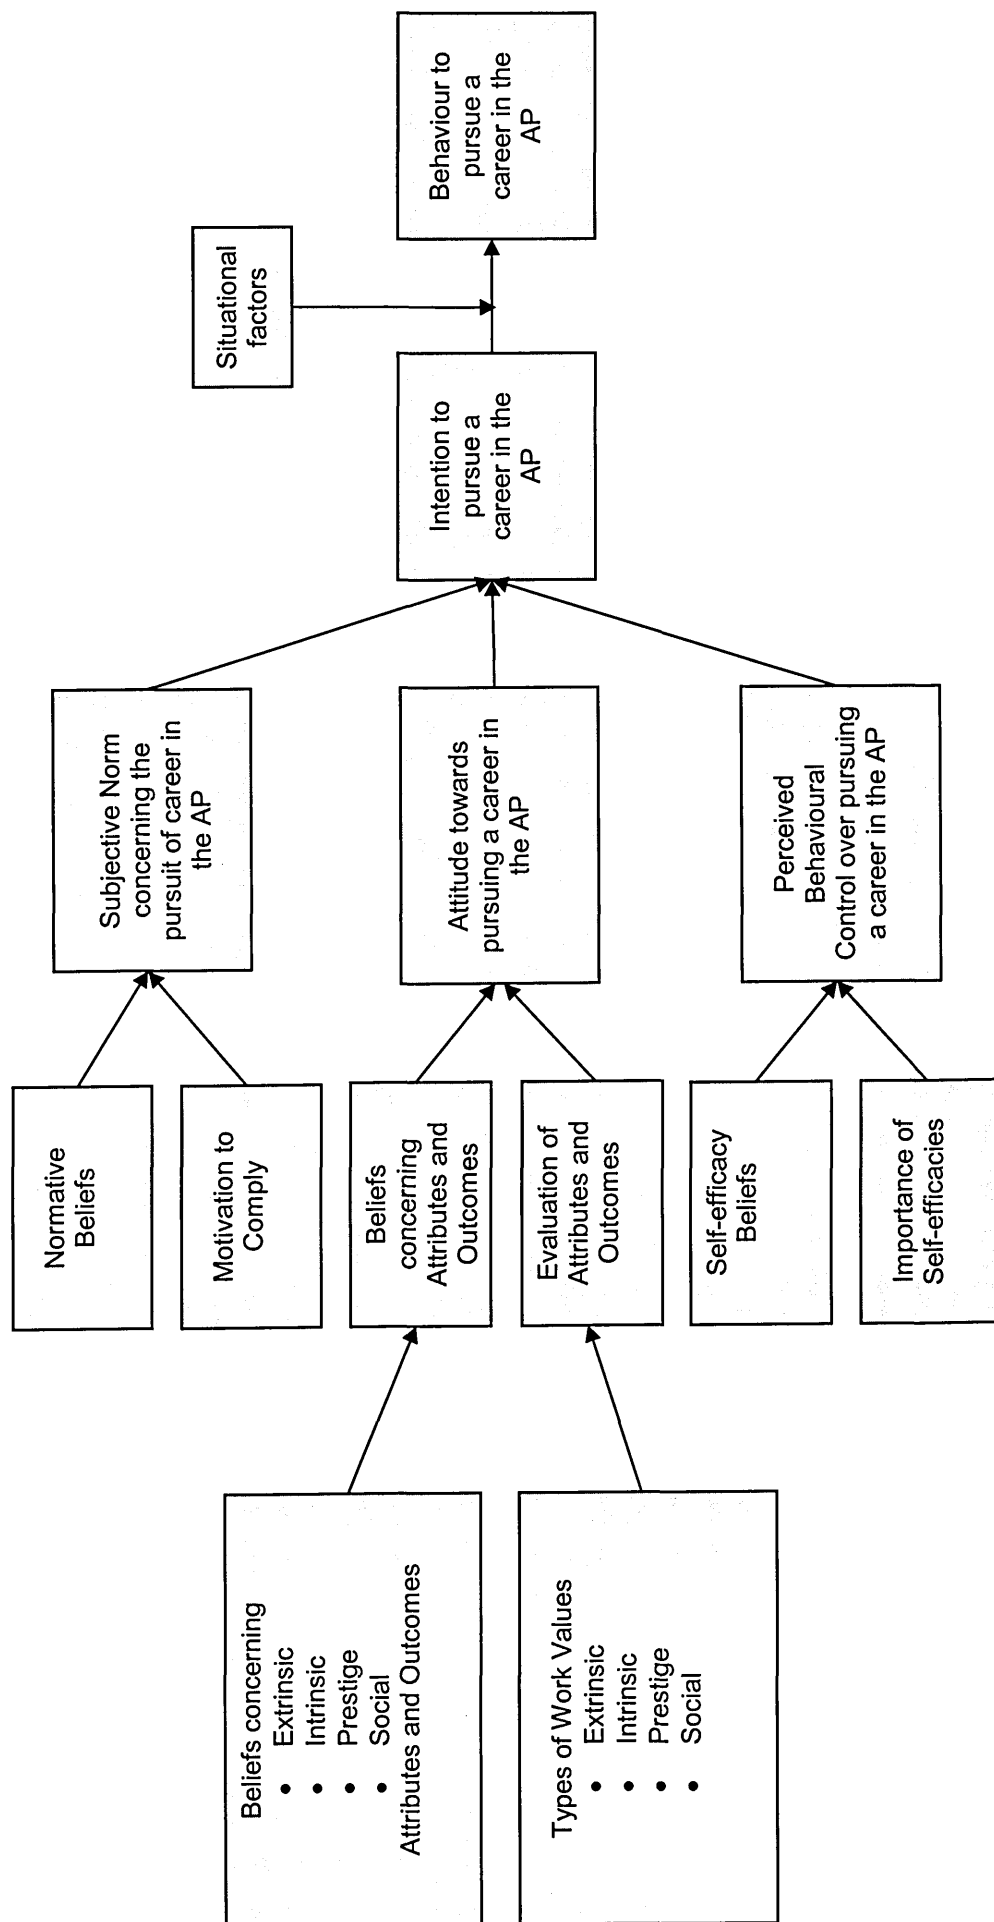 Beliefs concerning
• Extrinsic
• Intrinsic
• Prestige
• Social
Attributes and Outcomes
Types of Work Values
• Extrinsic
• Intrinsic
• Prestige
• Social
Normative
Beliefs
Motivation to
Comply
Beliefs
concerning
Attributes and
Outcomes
Evaluation of
Attributes and
Outcomes
Self-efficacy
Beliefs
Importance of
Self-efficacies
Subjective Norm
concerning the
pursuit of career in
the AP
Attitude towards
pursuing a career in
the AP
Perceived
Behavioural
Control over pursuing
a career in the AP
Intention to
pursue a
career in the
AP
Situational
factors
Behaviour to
pursue a
career in the
AP